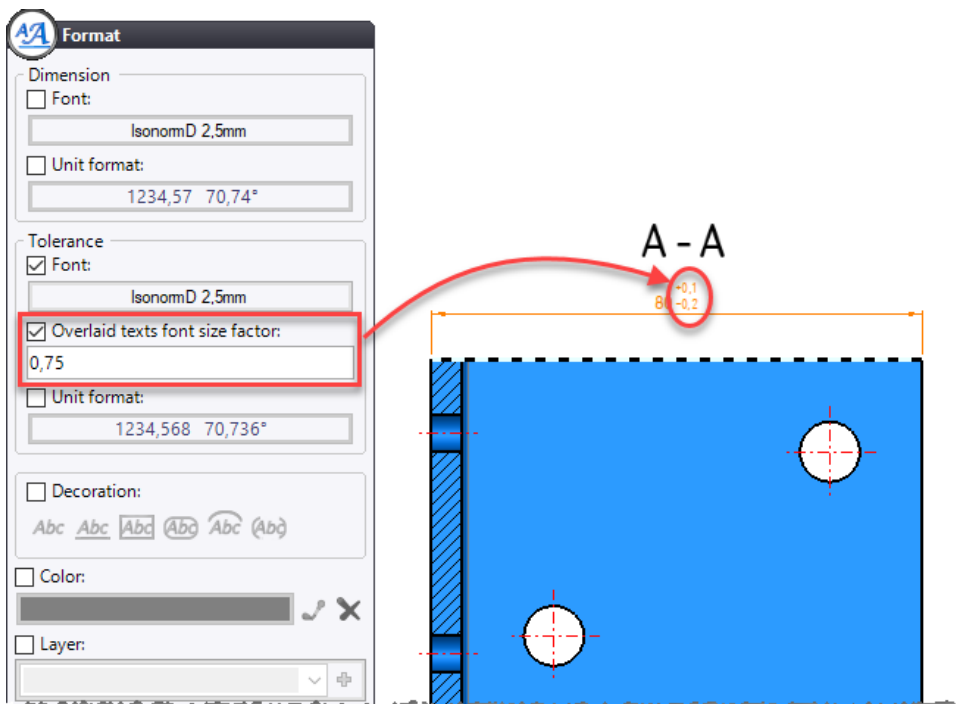 Format
Dimension
Font:
IsonormD 2,5mm
Unit format:
1234,57 70,74°
Tolerance
Font:
IsonormD 2,5mm
Overlaid texts font size factor:
0,75
Unit format:
1234,568 70,736°
Decoration:
Abc Abc Abc Abc Abc Abc
Color:
Layer:
A - A
+0,1
-0,2